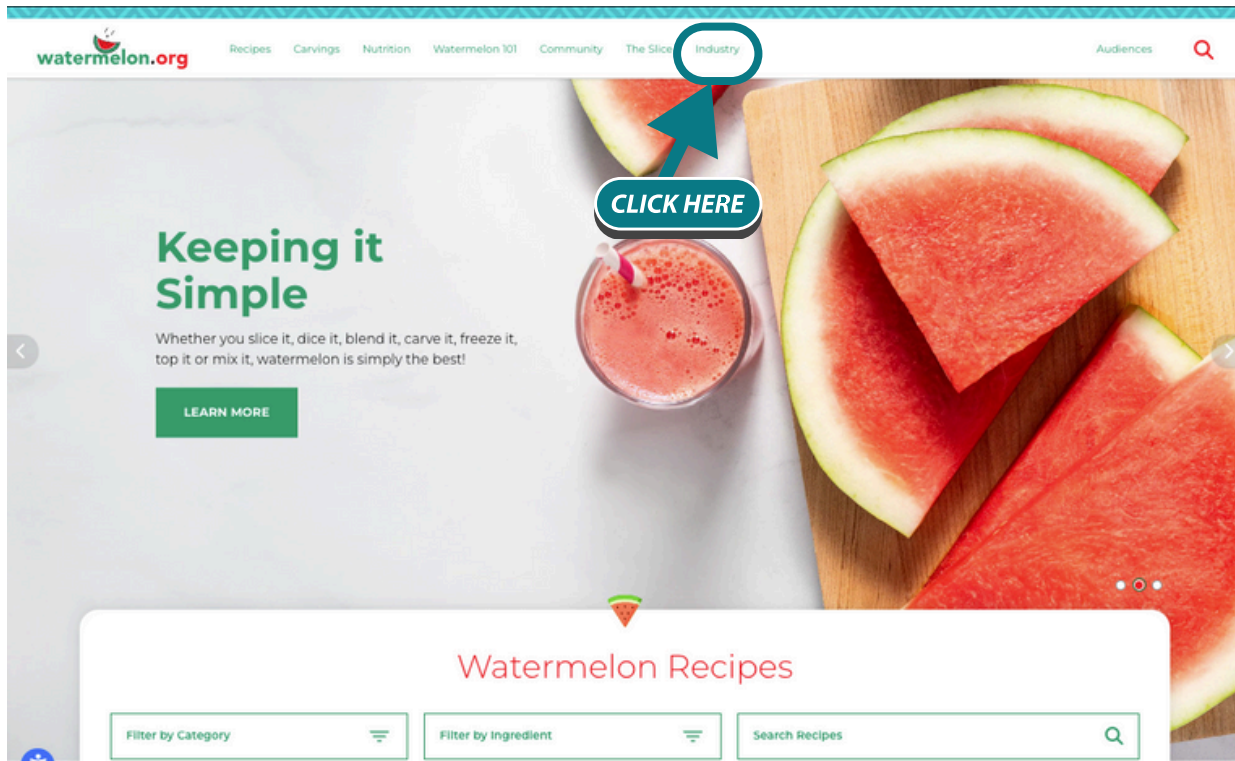 watermelon.org
Recipes Carvings Nutrition Watermelon 101 Community The Slice Industry Audiences
CLICK HERE
Keeping it
Simple
Whether you slice it, dice it, blend it, carve it, freeze it,
top it or mix it, watermelon is simply the best!
LEARN MORE
Watermelon Recipes
Filter by Category Filter by Ingredient Search Recipes